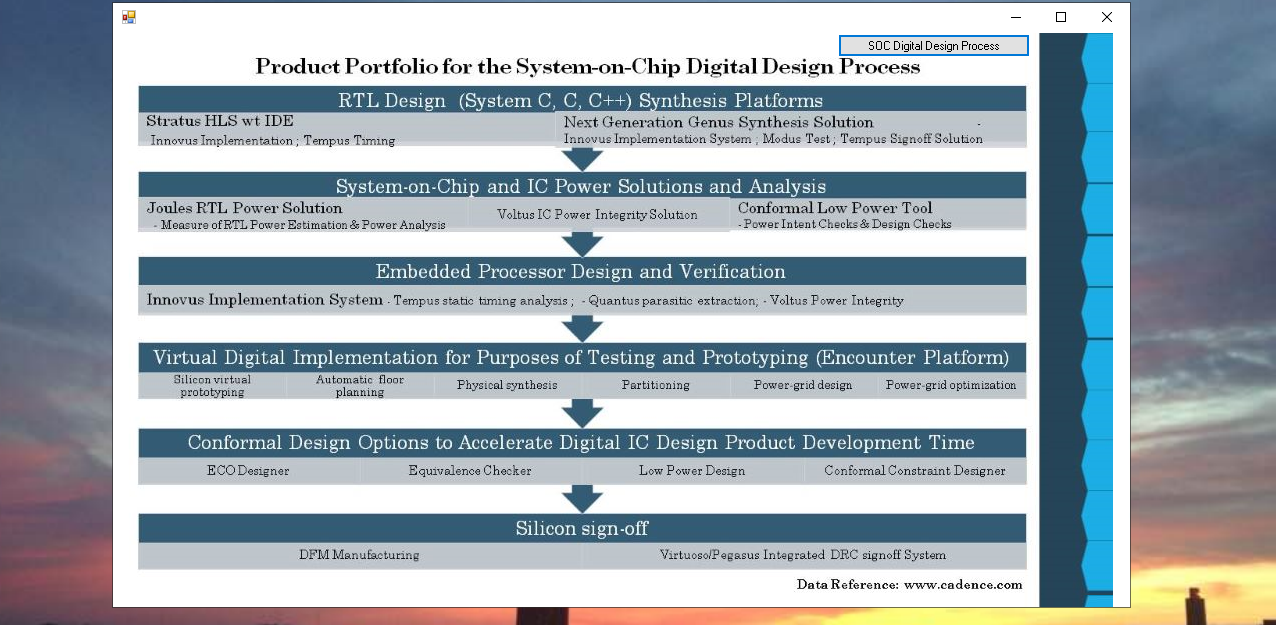 SOC Digital Design Process
Product Portfolio for the System-on-Chip Digital Design Process
RTL Design (System C, C, C++) Synthesis Platforms
Stratus HLS wt IDE
Innovus Implementation ; Tempus Timing
Next Generation Genus Synthesis Solution -
Innovus Implementation System ; Modus Test ; Tempus Signoff Solution
System-on-Chip and IC Power Solutions and Analysis
Joules RTL Power Solution
- Measure of RTL Power Estimation & Power Analysis
Voltus IC Power Integrity Solution
Conformal Low Power Tool
- Power Intent Checks & Design Checks
Embedded Processor Design and Verification
Innovus Implementation System - Tempus static timing analysis ; - Quantus parasitic extraction; - Voltus Power Integrity
Virtual Digital Implementation for Purposes of Testing and Prototyping (Encounter Platform)
Silicon virtual
prototyping
Automatic floor
planning
Physical synthesis
Partitioning
Power-grid design
Power-grid optimization
Conformal Design Options to Accelerate Digital IC Design Product Development Time
ECO Designer
Equivalence Checker
Low Power Design
Conformal Constraint Designer
Silicon sign-off
DFM Manufacturing
Virtuoso/Pegasus Integrated DRC signoff System
Data Reference: www.cadence.com